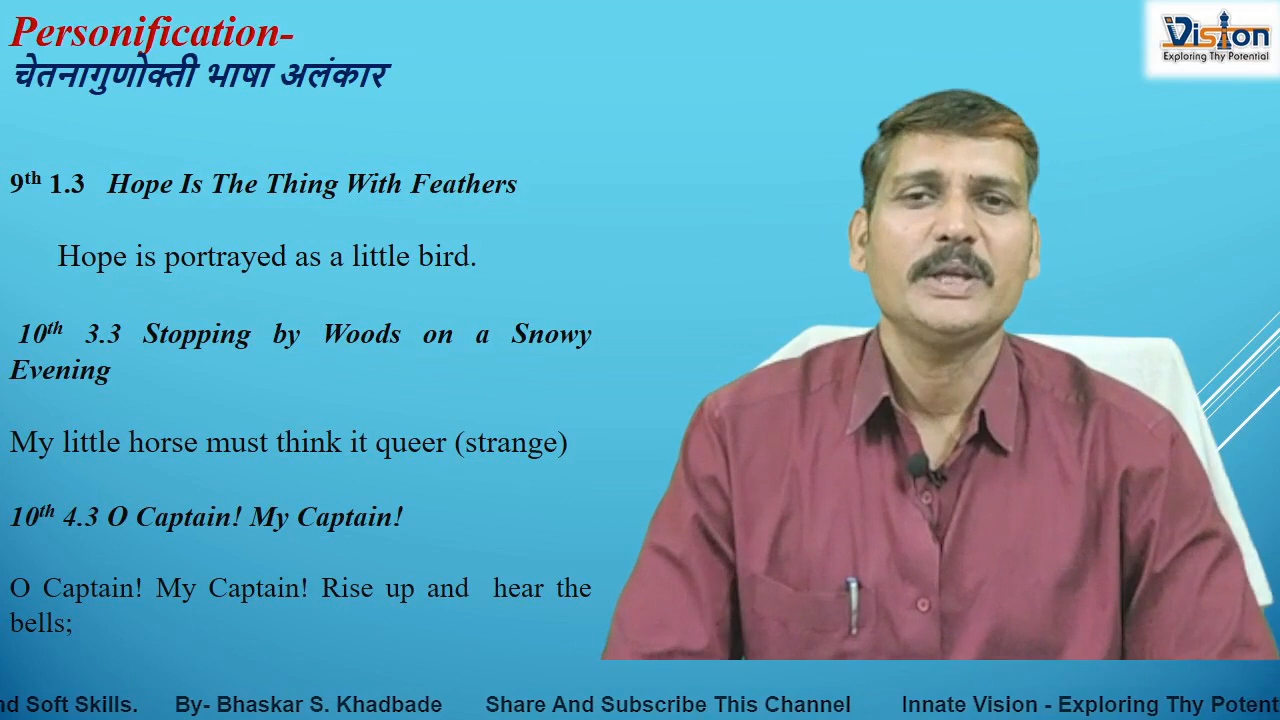 Personification-
चेतनागुणोक्ती भाषा अलंकार
VISION
Exploring Thy Potential
9th 1.3 Hope Is The Thing With Feathers
Hope is portrayed as a little bird.
10th 3.3 Stopping by Woods on a Snowy
Evening
My little horse must think it queer (strange)
10th 4.3 O Captain! My Captain!
O Captain! My Captain! Rise up and hear the
bells;
nd Soft Skills. By- Bhaskar S. Khadbade Share And Subscribe This Channel Innate Vision - Exploring Thy Potent